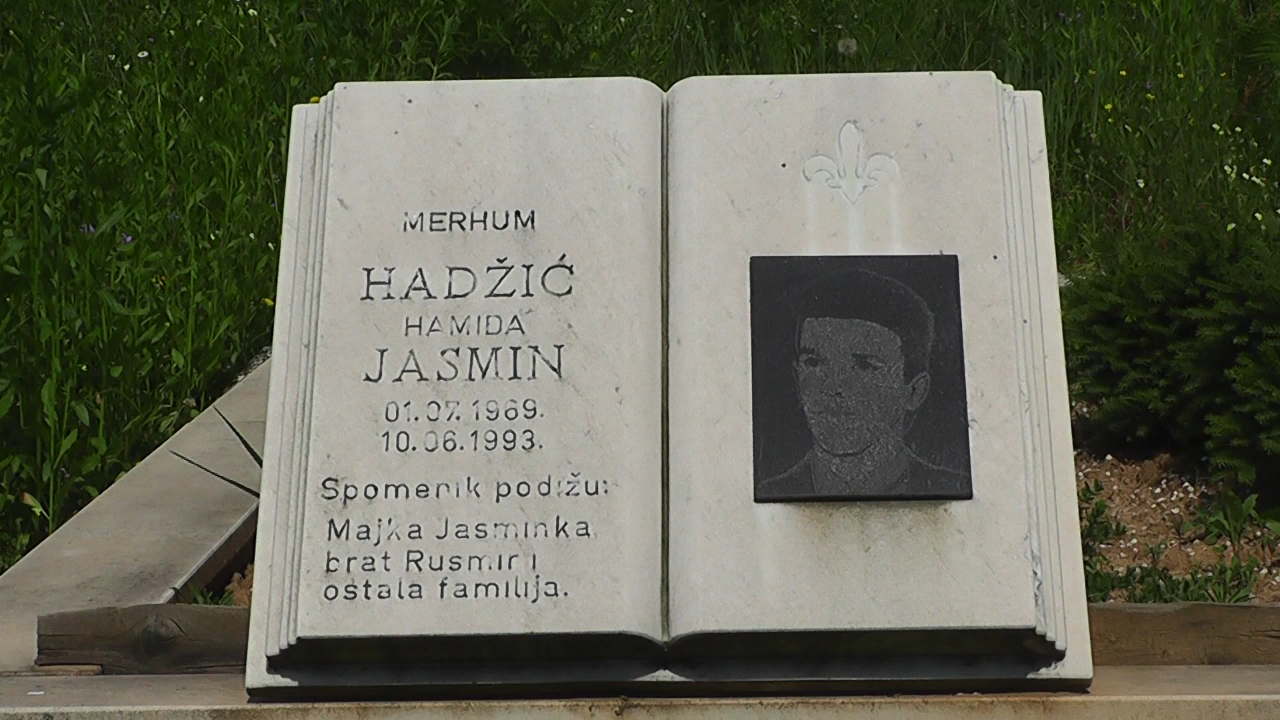 MERHUM
HADŽIĆ
HAMIDA
JASMIN
01.07.1969.
10.06.1993.
Spomenik podižu:
Majka Jasminka
brat Rusmir i
ostala familija.